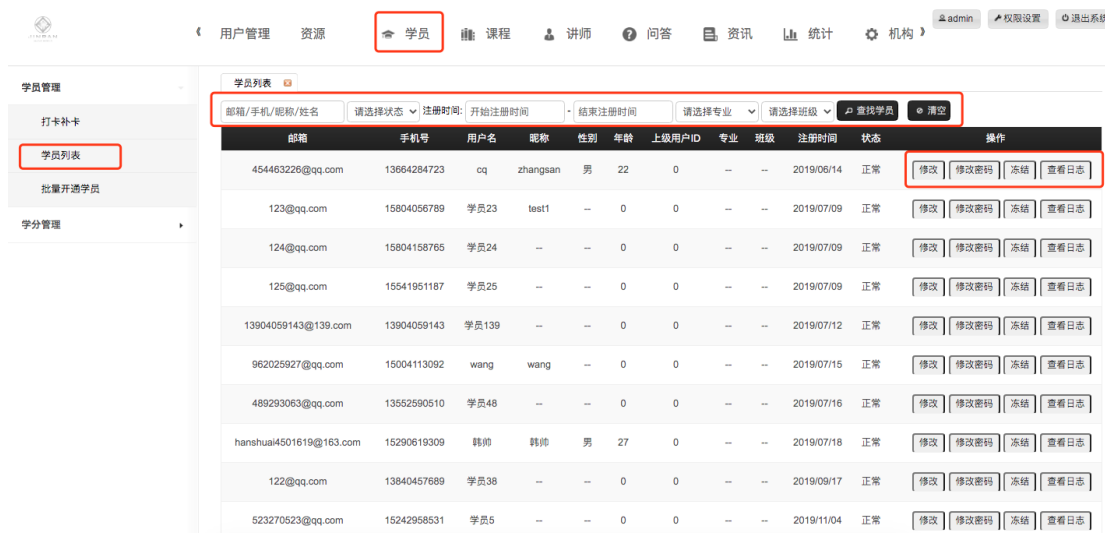 admin 权限设置 退出系统
用户管理 资源 学员 课程 讲师 问答 资讯 统计 机构
学员管理
打卡补卡
学员列表
批量开通学员
学分管理
学员列表
邮箱/手机/昵称/姓名 请选择状态 注册时间: 开始注册时间 - 结束注册时间 请选择专业 请选择班级 查找学员 清空
邮箱 手机号 用户名 昵称 性别 年龄 上级用户ID 专业 班级 注册时间 状态 操作
454463226@qq.com 13664284723 cq zhangsan 男 22 0 -- -- 2019/06/14 正常 修改 修改密码 冻结 查看日志
123@qq.com 15804056789 学员23 test1 -- 0 0 -- -- 2019/07/09 正常 修改 修改密码 冻结 查看日志
124@qq.com 15804158765 学员24 -- -- 0 0 -- -- 2019/07/09 正常 修改 修改密码 冻结 查看日志
125@qq.com 15541951187 学员25 -- -- 0 0 -- -- 2019/07/09 正常 修改 修改密码 冻结 查看日志
13904059143@139.com 13904059143 学员139 -- -- 0 0 -- -- 2019/07/12 正常 修改 修改密码 冻结 查看日志
962025927@qq.com 15004113092 wang wang -- 0 0 -- -- 2019/07/15 正常 修改 修改密码 冻结 查看日志
489293063@qq.com 13552590510 学员48 -- -- 0 0 -- -- 2019/07/16 正常 修改 修改密码 冻结 查看日志
hanshuai4501619@163.com 15290619309 韩帅 韩帅 男 27 0 -- -- 2019/07/18 正常 修改 修改密码 冻结 查看日志
122@qq.com 13840457689 学员38 -- -- 0 0 -- -- 2019/09/17 正常 修改 修改密码 冻结 查看日志
523270523@qq.com 15242958531 学员5 -- -- 0 0 -- -- 2019/11/04 正常 修改 修改密码 冻结 查看日志